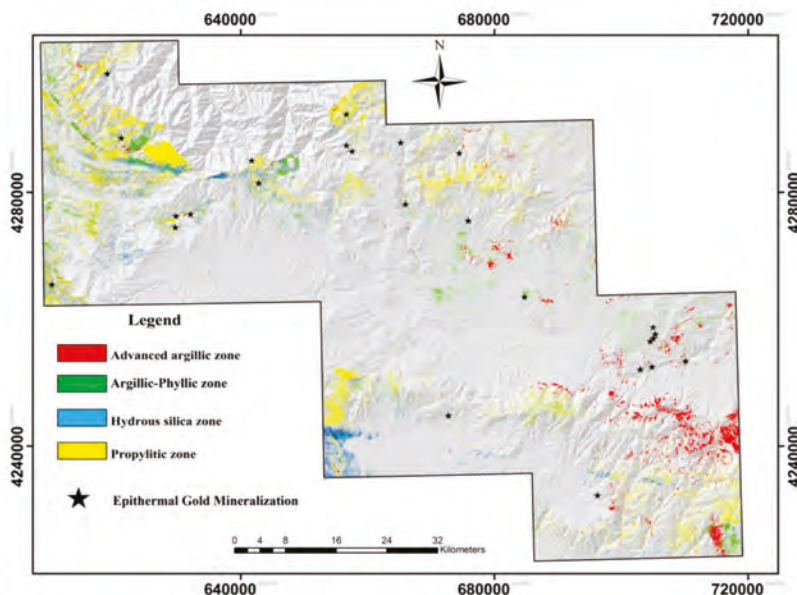 640000 680000 720000
N
4280000 4280000
Legend
Advanced argillic zone
Argillic-Phyllic zone
Hydrous silica zone
Propylitic zone
Epithermal Gold Mineralization
4240000 4240000
0 2 4 8 16 24 32
Kilometers
640000 680000 720000